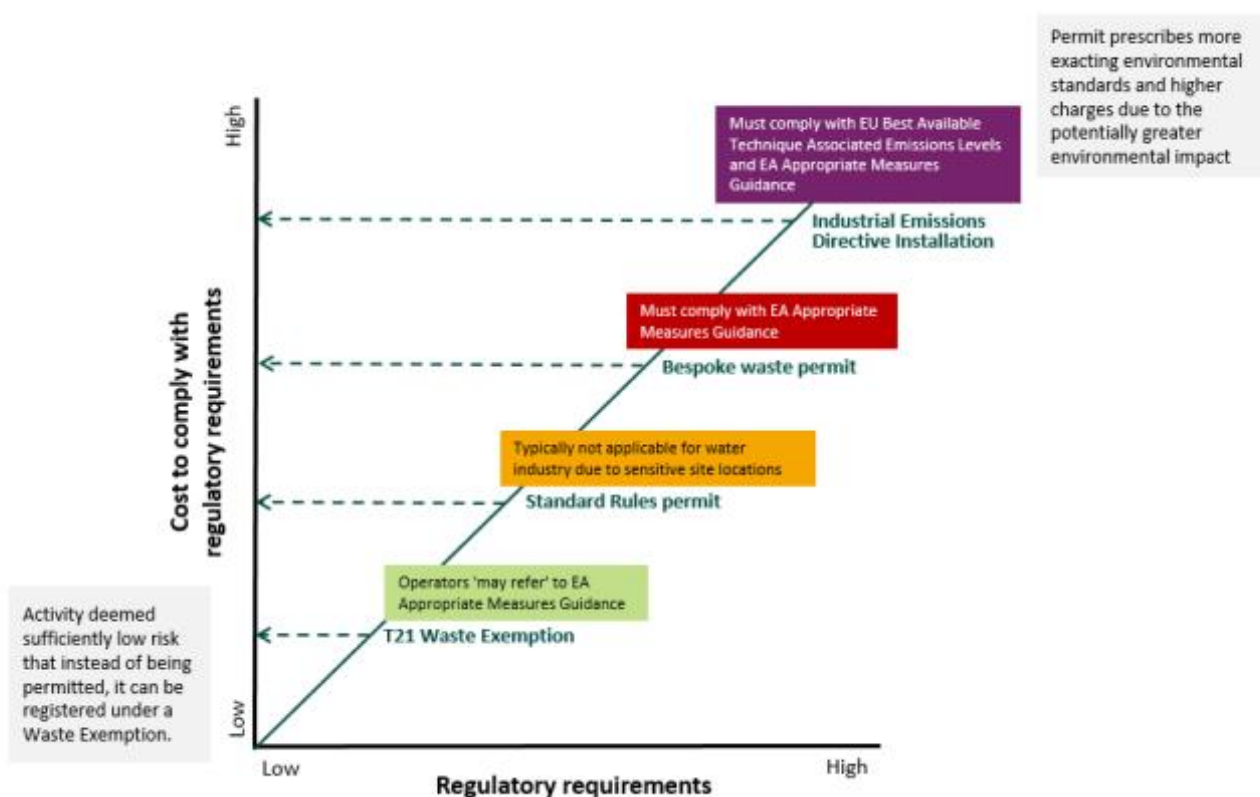 Permit prescribes more
exacting environmental
standards and higher
charges due to the
potentially greater
environmental impact
High
Must comply with EU Best Available
Technique Associated Emissions Levels
and EA Appropriate Measures
Guidance
Industrial Emissions
Directive Installation
Must comply with EA Appropriate
Measures Guidance
Bespoke waste permit
Cost to comply with
regulatory requirements
Typically not applicable for water
industry due to sensitive site locations
Standard Rules permit
Operators 'may refer' to EA
Appropriate Measures Guidance
T21 Waste Exemption
Activity deemed
sufficiently low risk
that instead of being
permitted, it can be
registered under a
Waste Exemption.
Low
Low
High
Regulatory requirements